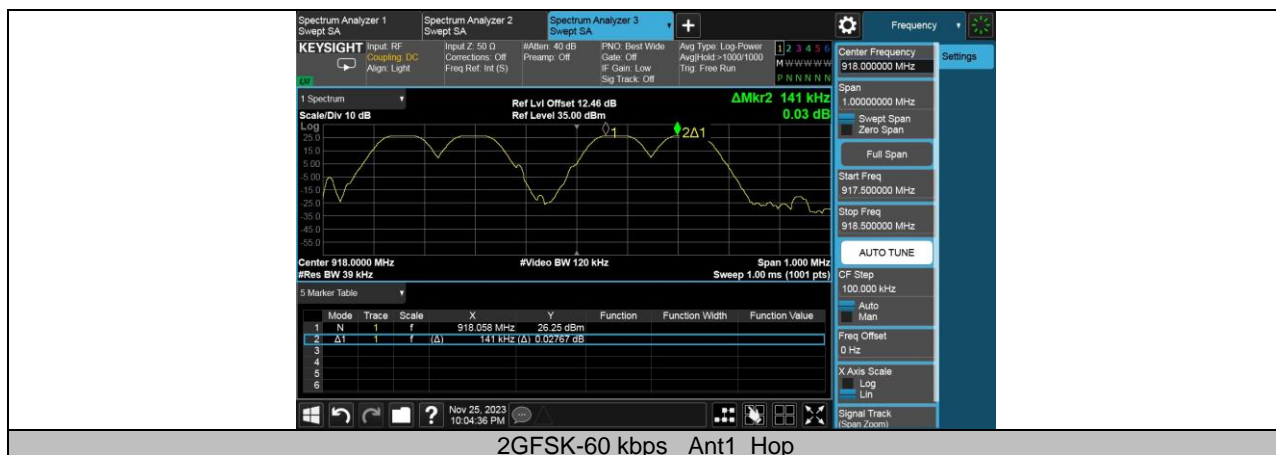 Spectrum Analyzer 1
Swept SA
Spectrum Analyzer 2
Swept SA
Spectrum Analyzer 3
Swept SA
+
Frequency
KEYSIGHT
Input: RF
Coupling: DC
Align: Light
Input Z: 50 Ω
Corrections: Off
Freq Ref: Int (S)
#Atten: 40 dB
Preamp: Off
PNO: Best Wide
Gate: Off
IF Gain: Low
Sig Track: Off
Avg Type: Log-Power
Avg|Hold:>1000/1000
Trig: Free Run
1 2 3 4 5 6
M W W W W W
P N N N N N
LXI
1 Spectrum
Scale/Div 10 dB
Ref Lvl Offset 12.46 dB
Ref Level 35.00 dBm
ΔMkr2 141 kHz
0.03 dB
Log
25.0
15.0
5.00
-5.00
-15.0
-25.0
-35.0
-45.0
-55.0
1
2Δ1
Center 918.0000 MHz
#Res BW 39 kHz
#Video BW 120 kHz
Span 1.000 MHz
Sweep 1.00 ms (1001 pts)
5 Marker Table
Mode Trace Scale X Y Function Function Width Function Value
1 N 1 f 918.058 MHz 26.25 dBm
2 Δ1 1 f (Δ) 141 kHz (Δ) 0.02767 dB
3
4
5
6
?
Nov 25, 2023
10:04:36 PM
Center Frequency
918.000000 MHz
Span
1.00000000 MHz
Swept Span
Zero Span
Full Span
Start Freq
917.500000 MHz
Stop Freq
918.500000 MHz
AUTO TUNE
CF Step
100.000 kHz
Auto
Man
Freq Offset
0 Hz
X Axis Scale
Log
Lin
Signal Track
(Span Zoom)
Settings
2GFSK-60 kbps_ Ant1_Hop